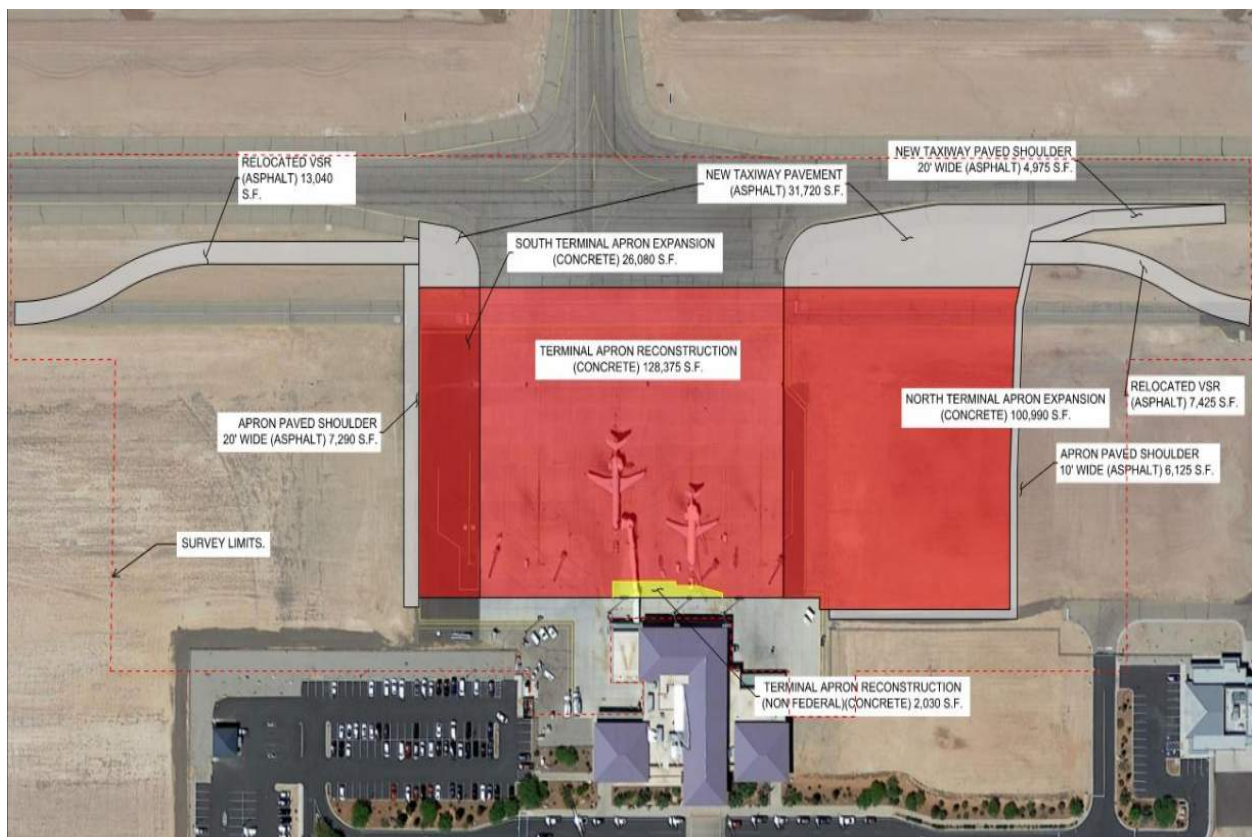 RELOCATED VSR
(ASPHALT) 13,040
S.F.
NEW TAXIWAY PAVEMENT
(ASPHALT) 31,720 S.F.
NEW TAXIWAY PAVED SHOULDER
20' WIDE (ASPHALT) 4,975 S.F.
SOUTH TERMINAL APRON EXPANSION
(CONCRETE) 26,080 S.F.
TERMINAL APRON RECONSTRUCTION
(CONCRETE) 128,375 S.F.
APRON PAVED SHOULDER
20' WIDE (ASPHALT) 7,290 S.F.
NORTH TERMINAL APRON EXPANSION
(CONCRETE) 100,990 S.F.
RELOCATED VSR
(ASPHALT) 7,425 S.F.
APRON PAVED SHOULDER
10' WIDE (ASPHALT) 6,125 S.F.
SURVEY LIMITS.
TERMINAL APRON RECONSTRUCTION
(NON FEDERAL)(CONCRETE) 2,030 S.F.